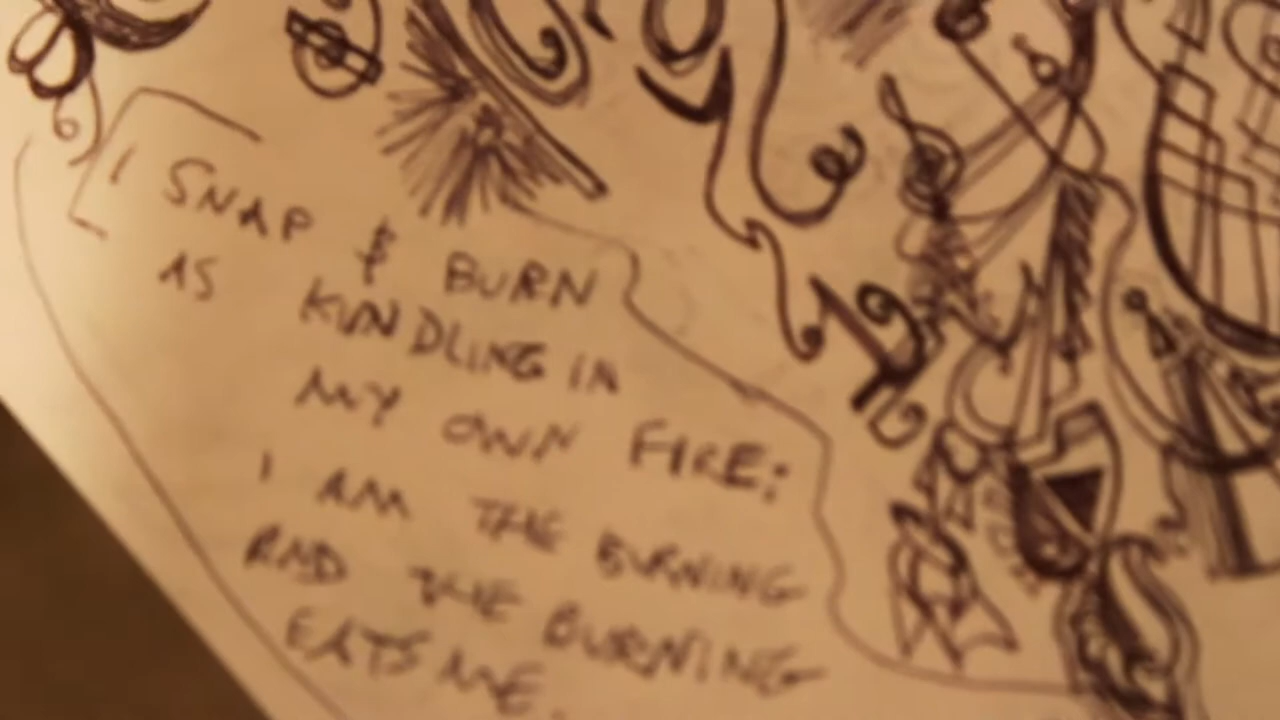 I SNAP & BURN
AS KINDLING IN
MY OWN FIRE;
I AM THE BURNING
AND THE BURNING
EATS ME.